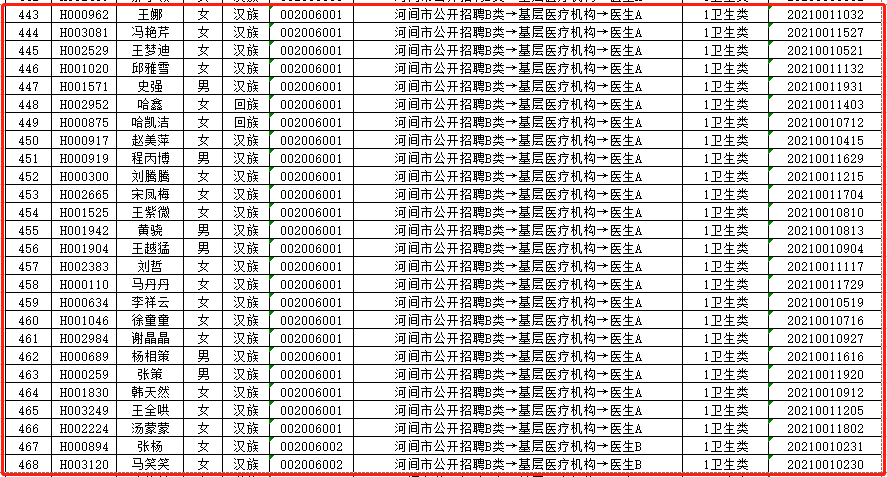 443 H000962 王娜 女 汉族 002006001 河间市公开招聘B类→基层医疗机构→医生A 1卫生类 20210011032
444 H003081 冯艳芹 女 汉族 002006001 河间市公开招聘B类→基层医疗机构→医生A 1卫生类 20210011527
445 H002529 王梦迪 女 汉族 002006001 河间市公开招聘B类→基层医疗机构→医生A 1卫生类 20210010521
446 H001020 邱雅雪 女 汉族 002006001 河间市公开招聘B类→基层医疗机构→医生A 1卫生类 20210011132
447 H001571 史强 男 汉族 002006001 河间市公开招聘B类→基层医疗机构→医生A 1卫生类 20210011931
448 H002952 哈鑫 女 回族 002006001 河间市公开招聘B类→基层医疗机构→医生A 1卫生类 20210011403
449 H000875 哈凯洁 女 回族 002006001 河间市公开招聘B类→基层医疗机构→医生A 1卫生类 20210010712
450 H000917 赵美萍 女 汉族 002006001 河间市公开招聘B类→基层医疗机构→医生A 1卫生类 20210010415
451 H000919 程丙博 男 汉族 002006001 河间市公开招聘B类→基层医疗机构→医生A 1卫生类 20210011629
452 H000300 刘腾腾 女 汉族 002006001 河间市公开招聘B类→基层医疗机构→医生A 1卫生类 20210011215
453 H002665 宋凤梅 女 汉族 002006001 河间市公开招聘B类→基层医疗机构→医生A 1卫生类 20210011704
454 H001525 王紫微 女 汉族 002006001 河间市公开招聘B类→基层医疗机构→医生A 1卫生类 20210010810
455 H001942 黄骁 男 汉族 002006001 河间市公开招聘B类→基层医疗机构→医生A 1卫生类 20210010813
456 H001904 王越猛 男 汉族 002006001 河间市公开招聘B类→基层医疗机构→医生A 1卫生类 20210010904
457 H002383 刘哲 女 汉族 002006001 河间市公开招聘B类→基层医疗机构→医生A 1卫生类 20210011117
458 H000110 马丹丹 女 汉族 002006001 河间市公开招聘B类→基层医疗机构→医生A 1卫生类 20210011729
459 H000634 李祥云 女 汉族 002006001 河间市公开招聘B类→基层医疗机构→医生A 1卫生类 20210010519
460 H001046 徐童童 女 汉族 002006001 河间市公开招聘B类→基层医疗机构→医生A 1卫生类 20210010716
461 H002984 谢晶晶 女 汉族 002006001 河间市公开招聘B类→基层医疗机构→医生A 1卫生类 20210010927
462 H000689 杨相策 男 汉族 002006001 河间市公开招聘B类→基层医疗机构→医生A 1卫生类 20210011616
463 H000259 张策 男 汉族 002006001 河间市公开招聘B类→基层医疗机构→医生A 1卫生类 20210011920
464 H001830 韩天然 女 汉族 002006001 河间市公开招聘B类→基层医疗机构→医生A 1卫生类 20210010912
465 H003249 王全哄 女 汉族 002006001 河间市公开招聘B类→基层医疗机构→医生A 1卫生类 20210011205
466 H002224 汤蒙蒙 女 汉族 002006001 河间市公开招聘B类→基层医疗机构→医生A 1卫生类 20210011802
467 H000894 张杨 女 汉族 002006002 河间市公开招聘B类→基层医疗机构→医生B 1卫生类 20210010231
468 H003120 马笑笑 女 汉族 002006002 河间市公开招聘B类→基层医疗机构→医生B 1卫生类 20210010230